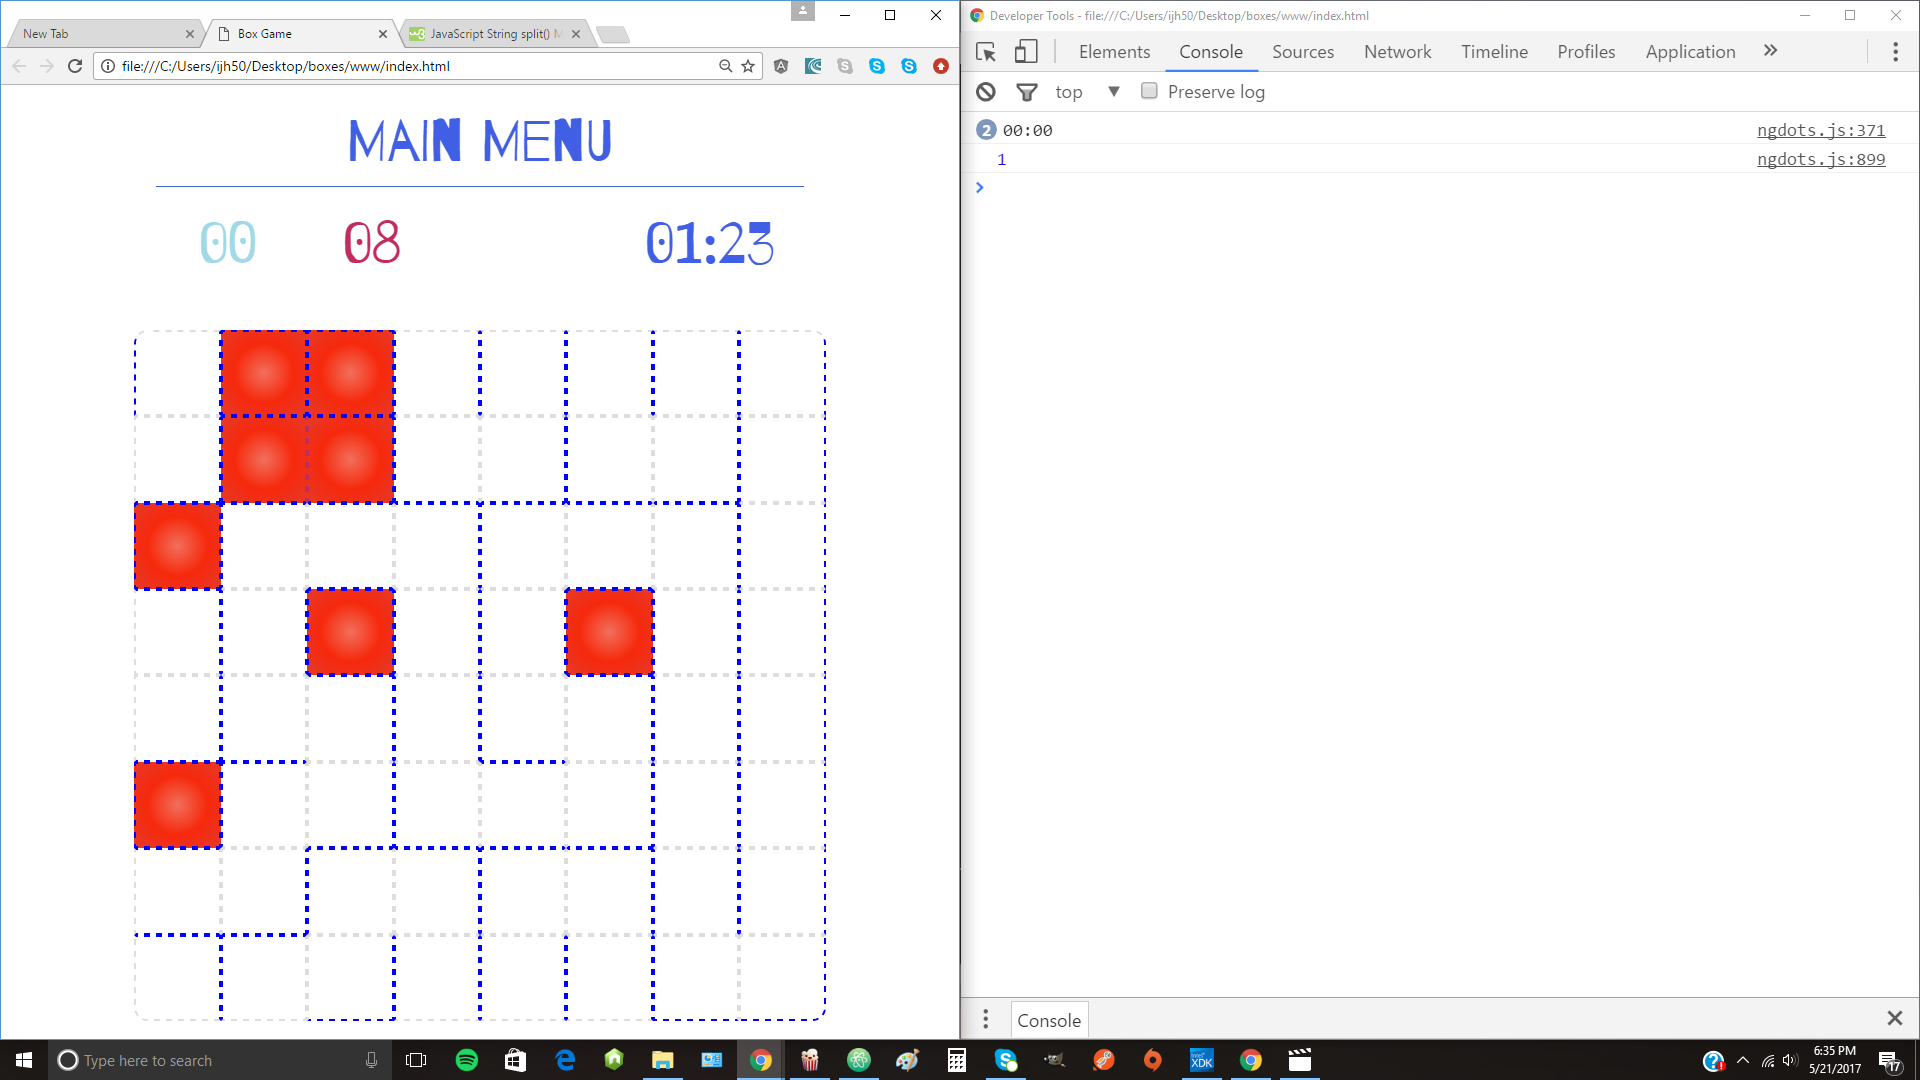 New Tab
Box Game
JavaScript String split() M
file:///C:/Users/ijh50/Desktop/boxes/www/index.html
MAIN MENU
00 08 01:23
Developer Tools - file:///C:/Users/ijh50/Desktop/boxes/www/index.html
Elements Console Sources Network Timeline Profiles Application
top Preserve log
2 00:00 ngdots.js:371
1 ngdots.js:899
Console
Type here to search
XDK
6:35 PM
5/21/2017
17